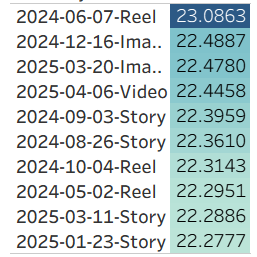 2024-06-07-Reel 23.0863
2024-12-16-Ima.. 22.4887
2025-03-20-Ima.. 22.4780
2025-04-06-Video 22.4458
2024-09-03-Story 22.3959
2024-08-26-Story 22.3610
2024-10-04-Reel 22.3143
2024-05-02-Reel 22.2951
2025-03-11-Story 22.2886
2025-01-23-Story 22.2777